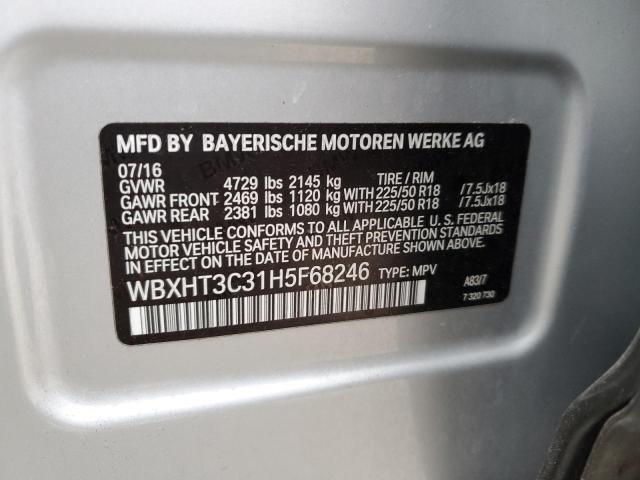 MFD BY BAYERISCHE MOTOREN WERKE AG
07/16
GVWR 4729 lbs 2145 kg TIRE / RIM
GAWR FRONT 2469 lbs 1120 kg WITH 225/50 R18 /7.5Jx18
GAWR REAR 2381 lbs 1080 kg WITH 225/50 R18 /7.5Jx18
THIS VEHICLE CONFORMS TO ALL APPLICABLE U. S. FEDERAL
MOTOR VEHICLE SAFETY AND THEFT PREVENTION STANDARDS
IN EFFECT ON THE DATE OF MANUFACTURE SHOWN ABOVE.
WBXHT3C31H5F68246 TYPE: MPV
A83/7
7 320 730